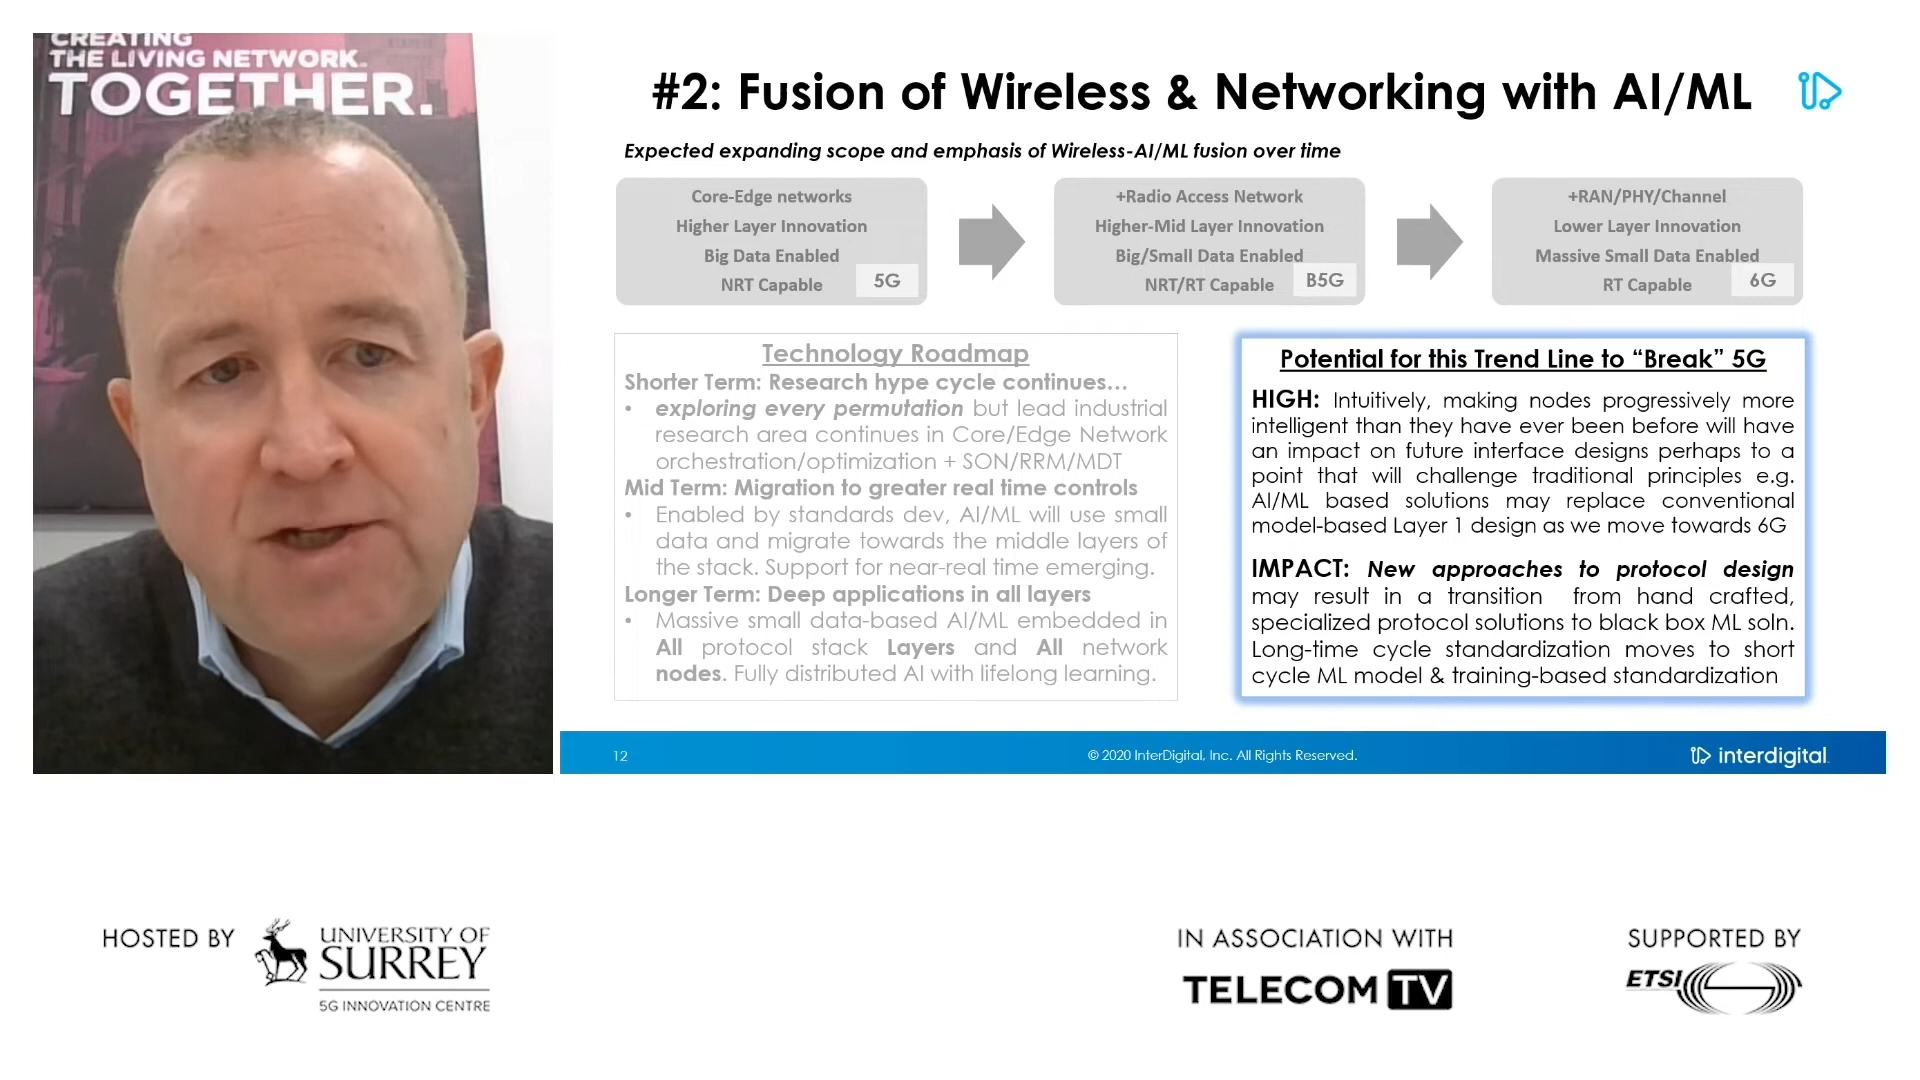 CREATING
THE LIVING NETWORK.
TOGETHER.
#2: Fusion of Wireless & Networking with AI/ML
Expected expanding scope and emphasis of Wireless-AI/ML fusion over time
Core-Edge networks
Higher Layer Innovation
Big Data Enabled
NRT Capable
5G
+Radio Access Network
Higher-Mid Layer Innovation
Big/Small Data Enabled
NRT/RT Capable
B5G
+RAN/PHY/Channel
Lower Layer Innovation
Massive Small Data Enabled
RT Capable
6G
Technology Roadmap
Shorter Term: Research hype cycle continues...
• exploring every permutation but lead industrial
research area continues in Core/Edge Network
orchestration/optimization + SON/RRM/MDT
Mid Term: Migration to greater real time controls
• Enabled by standards dev, AI/ML will use small
data and migrate towards the middle layers of
the stack. Support for near-real time emerging.
Longer Term: Deep applications in all layers
• Massive small data-based AI/ML embedded in
All protocol stack Layers and All network
nodes. Fully distributed AI with lifelong learning.
Potential for this Trend Line to “Break” 5G
HIGH: Intuitively, making nodes progressively more
intelligent than they have ever been before will have
an impact on future interface designs perhaps to a
point that will challenge traditional principles e.g.
AI/ML based solutions may replace conventional
model-based Layer 1 design as we move towards 6G
IMPACT: New approaches to protocol design
may result in a transition from hand crafted,
specialized protocol solutions to black box ML soln.
Long-time cycle standardization moves to short
cycle ML model & training-based standardization
12
© 2020 InterDigital, Inc. All Rights Reserved.
interdigital
HOSTED BY
UNIVERSITY OF
SURREY
5G INNOVATION CENTRE
IN ASSOCIATION WITH
TELECOM TV
SUPPORTED BY
ETSI